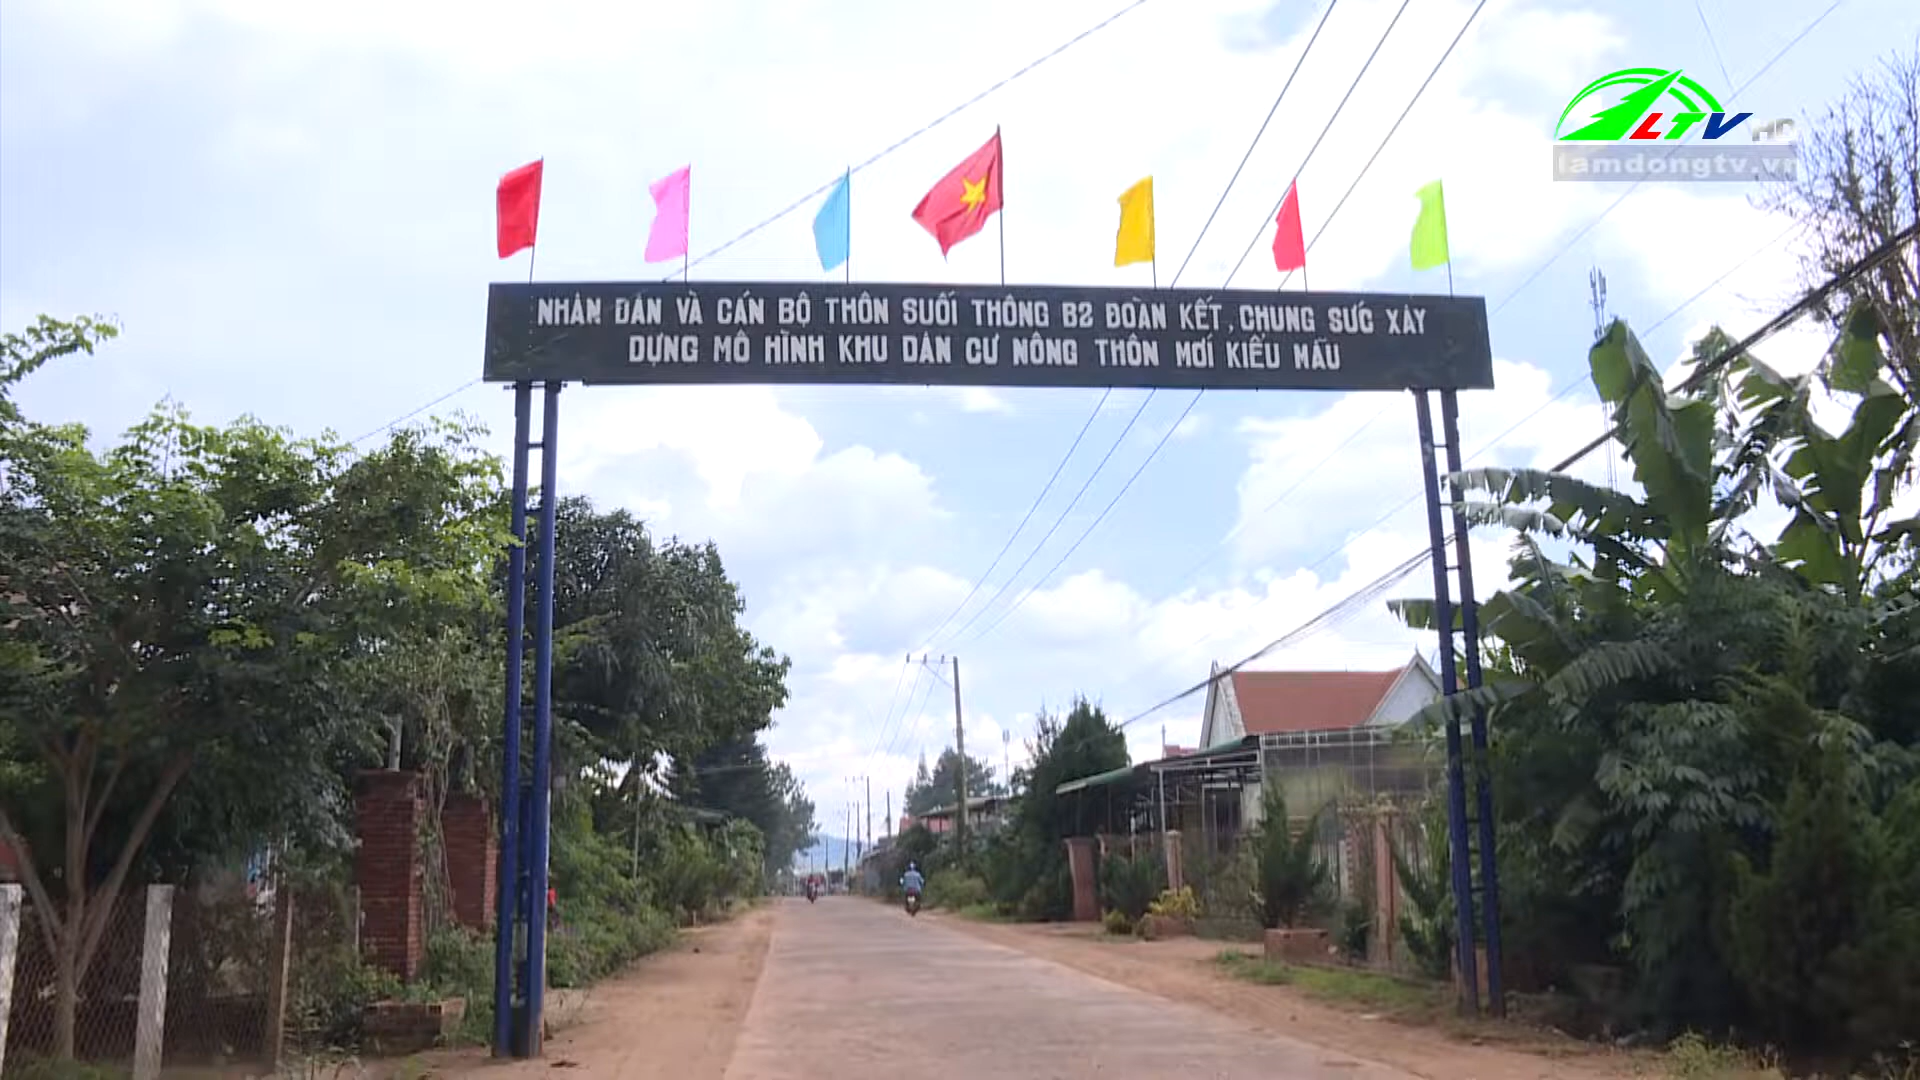 LTV HD
lamdongtv.vn
NHÂN DÂN VÀ CÁN BỘ THÔN SUỐI THÔNG B2 ĐOÀN KẾT, CHUNG SỨC XÂY
DỰNG MÔ HÌNH KHU DÂN CƯ NÔNG THÔN MỚI KIỂU MẪU